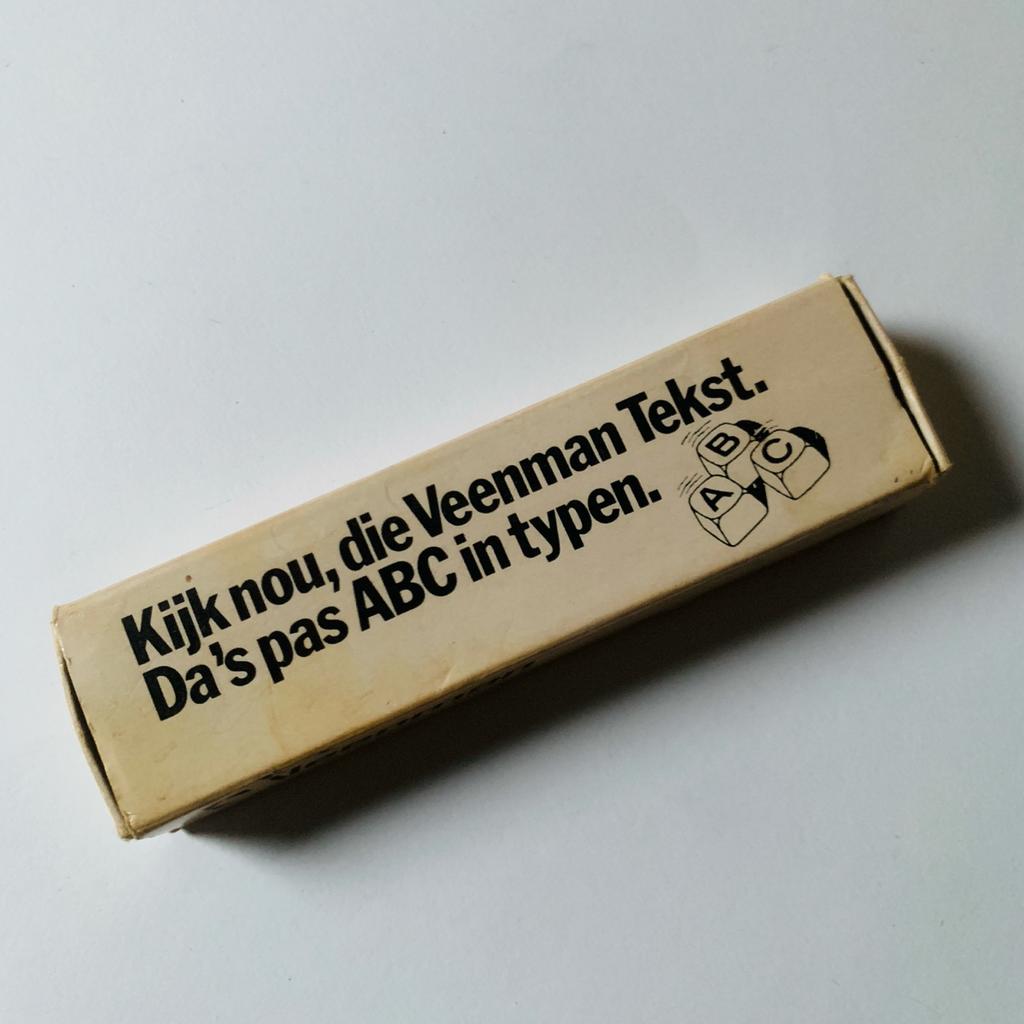 Kijk nou, die Veenman Tekst.
Da's pas ABC in typen.
A B C